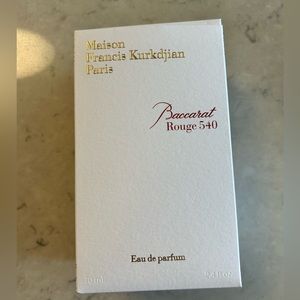 Maison
Francis Kurkdjian
Paris
Baccarat
Rouge 540
Eau de parfum